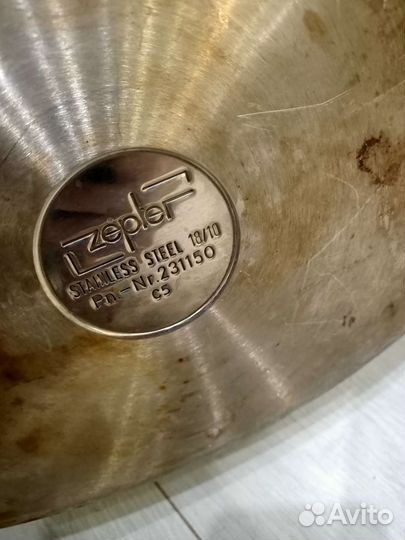 zepter
STAINLESS STEEL 18/10
Pn.-Nr.231150
c5
Avito